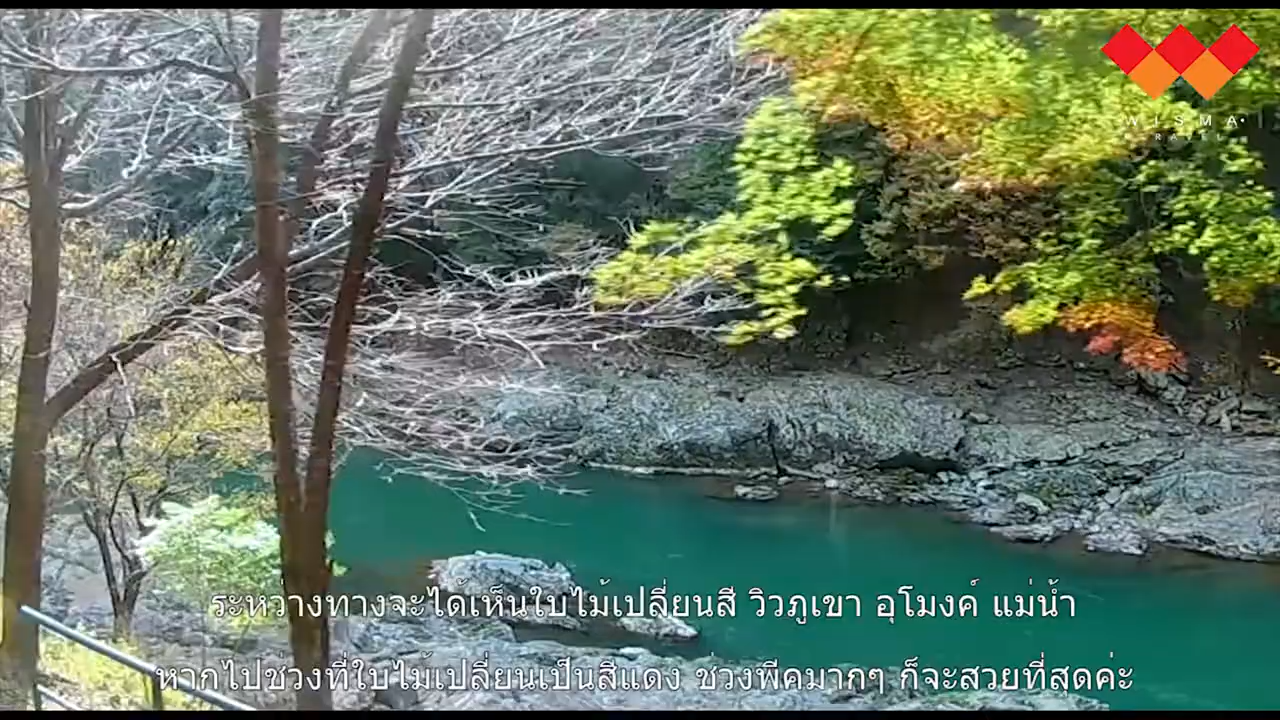 WISMA
TRAVEL
ระหว่างทางจะได้เห็นใบไม้เปลี่ยนสี วิวภูเขา อุโมงค์ แม่น้ำ
หากไปช่วงที่ใบไม้เปลี่ยนเป็นสีแดง ช่วงพีคมากๆ ก็จะสวยที่สุดค่ะ